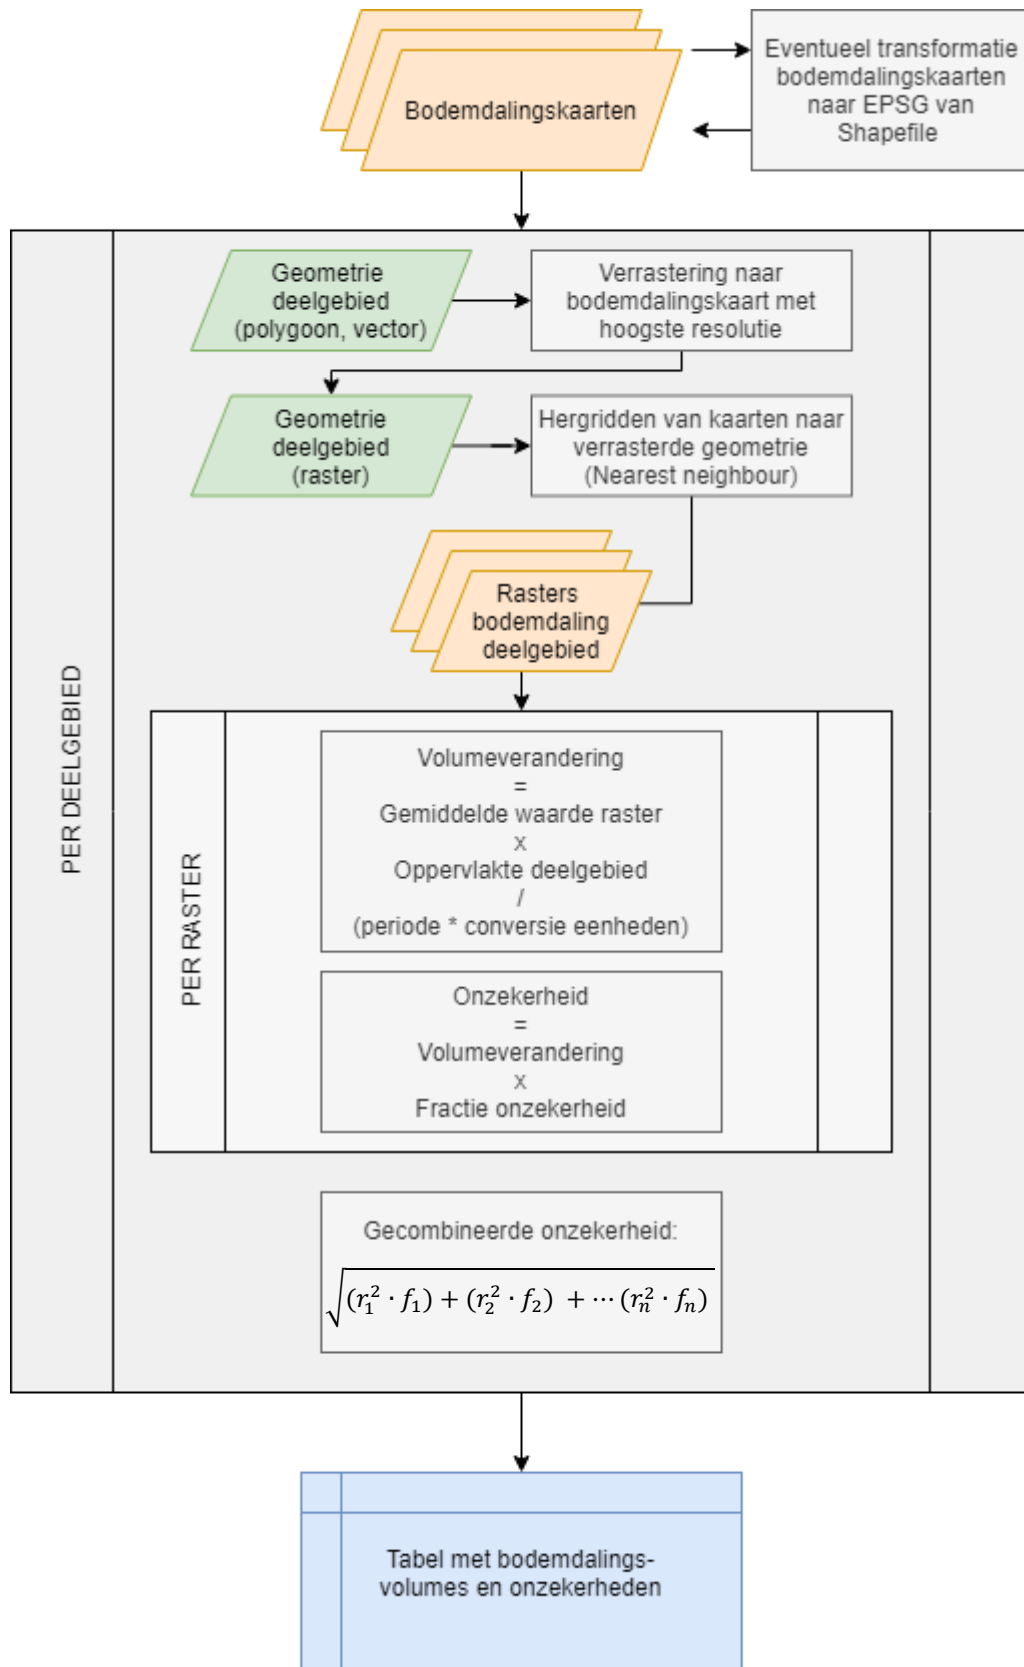 Bodemdalingskaarten
Eventueel transformatie
bodemdalingskaarten
naar EPSG van
Shapefile
PER DEELGEBIED
Geometrie
deelgebied
(polygoon, vector)
Verrastering naar
bodemdalingskaart met
hoogste resolutie
Geometrie
deelgebied
(raster)
Hergridden van kaarten naar
verrasterde geometrie
(Nearest neighbour)
Rasters
bodemdaling
deelgebied
PER RASTER
Volumeverandering
=
Gemiddelde waarde raster
x
Oppervlakte deelgebied
/
(periode * conversie eenheden)
Onzekerheid
=
Volumeverandering
x
Fractie onzekerheid
Gecombineerde onzekerheid:
√(r₁² · f₁) + (r₂² · f₂) + ⋯ (rₙ² · fₙ)
Tabel met bodemdalings-
volumes en onzekerheden